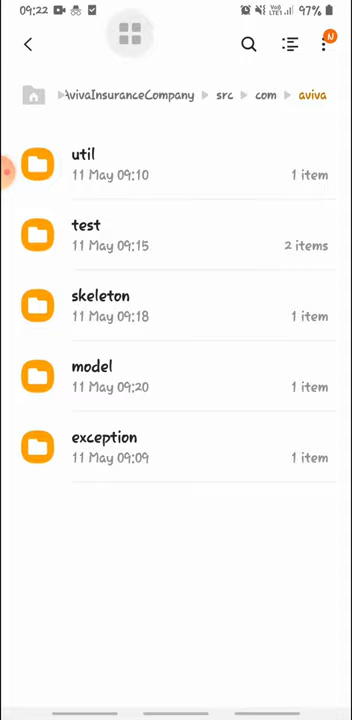 09:22 97%
N
AvivaInsuranceCompany src com aviva
util
11 May 09:10 1 item
test
11 May 09:15 2 items
skeleton
11 May 09:18 1 item
model
11 May 09:20 1 item
exception
11 May 09:09 1 item